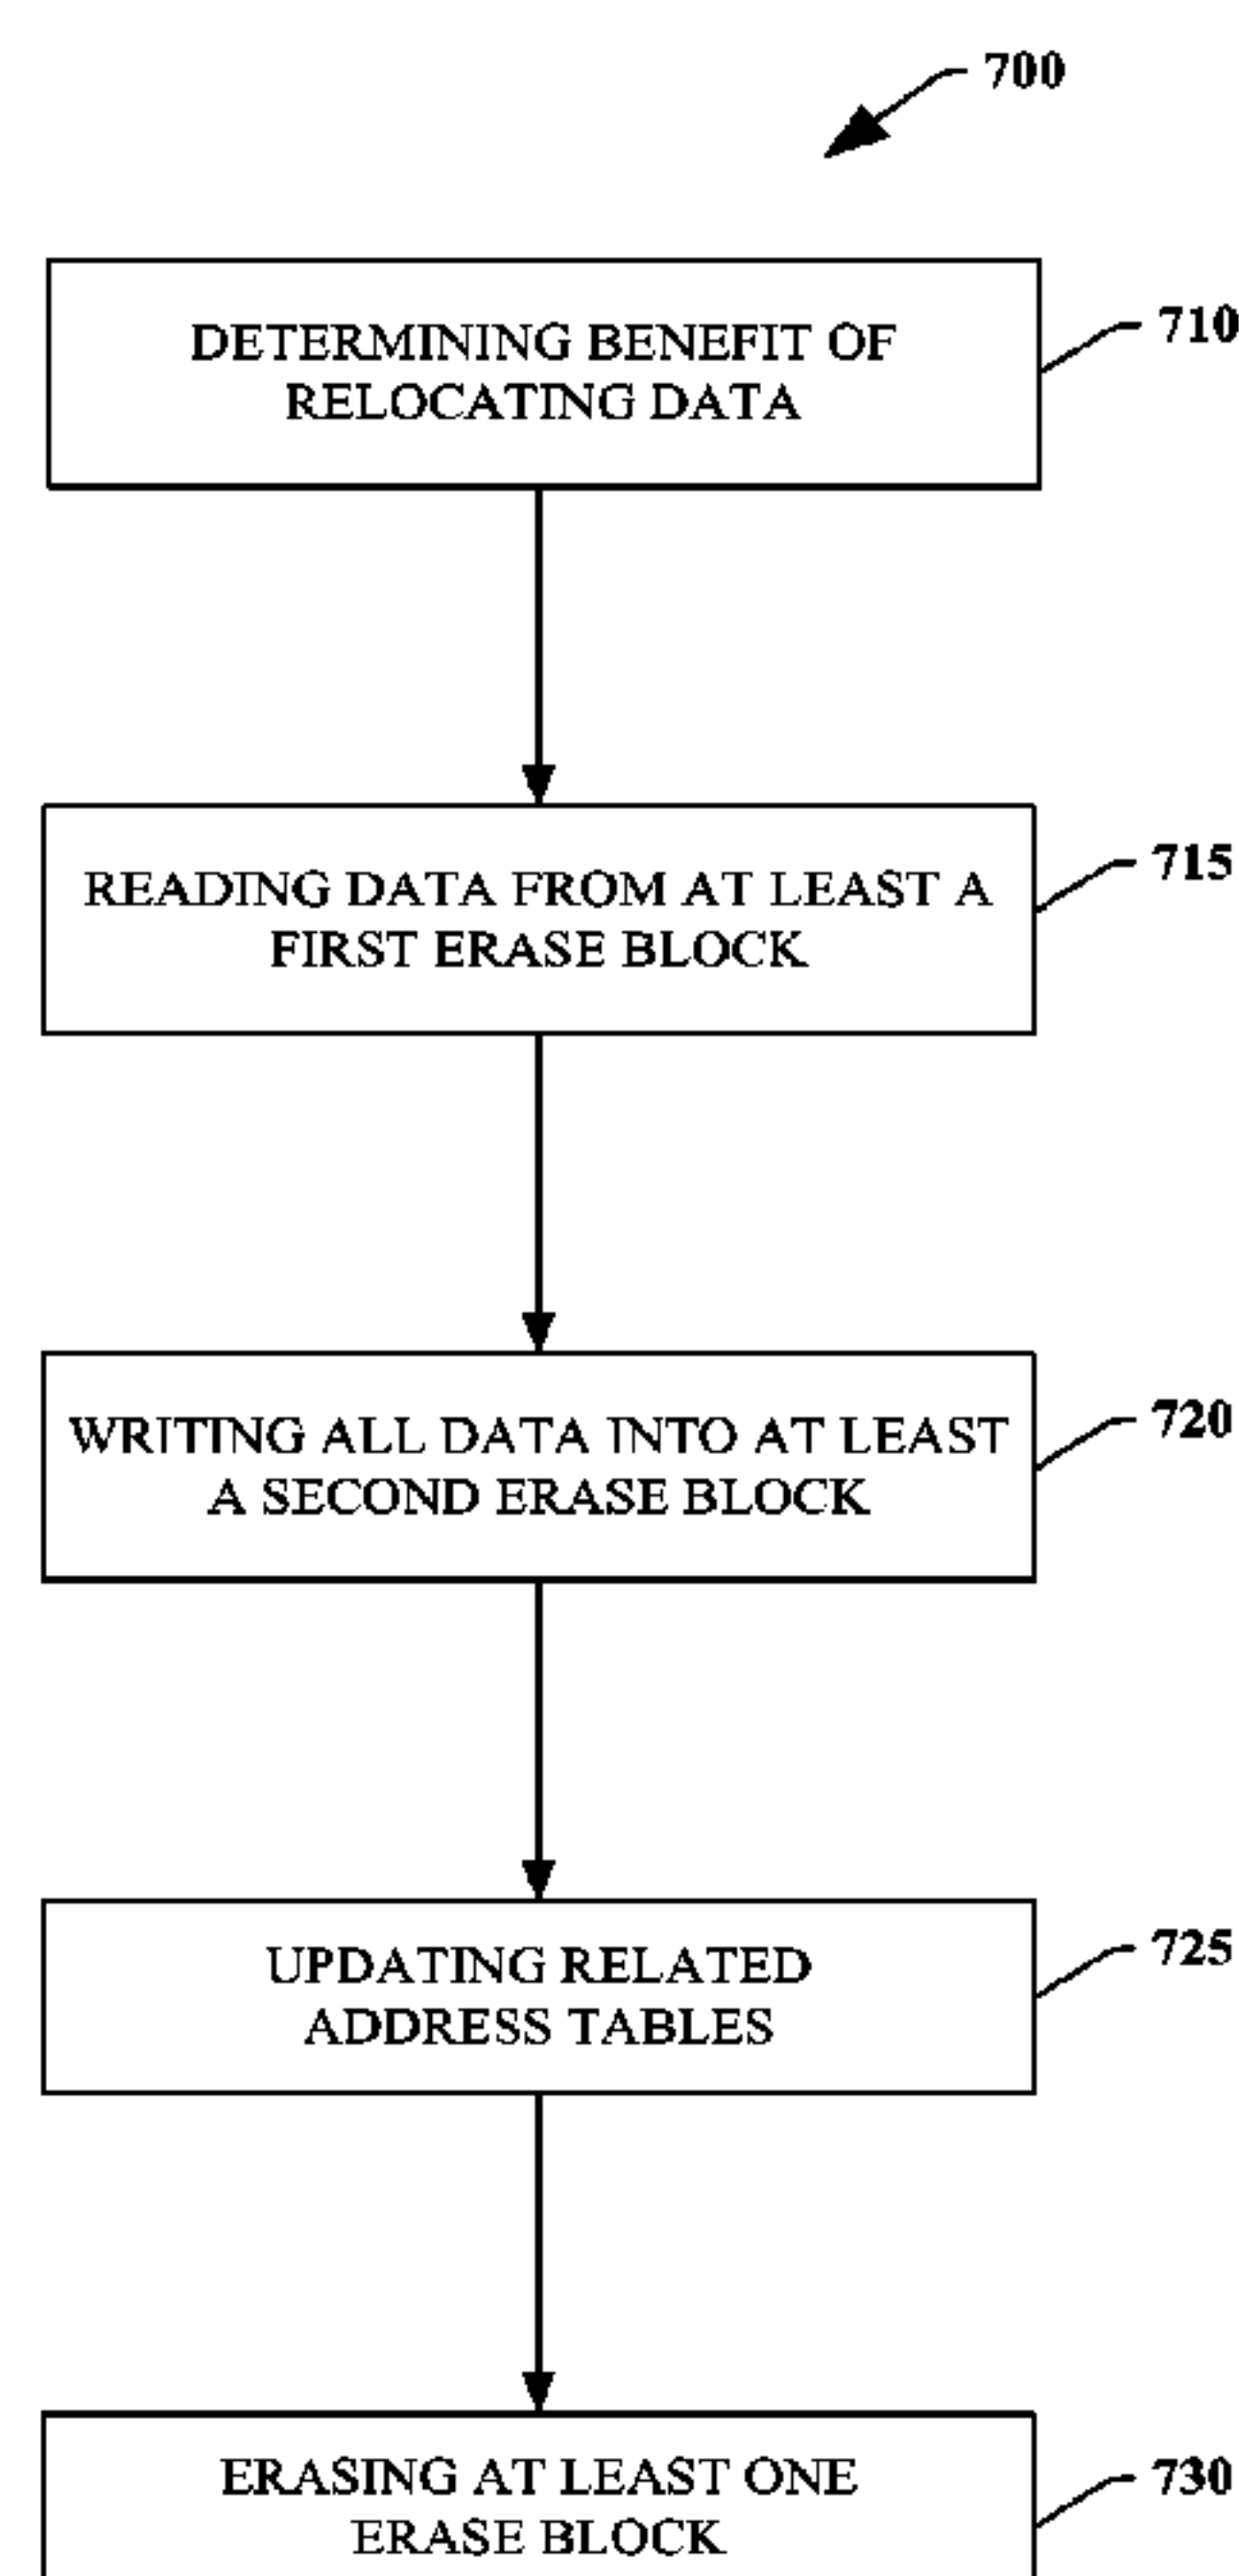 700
DETERMINING BENEFIT OF
RELOCATING DATA
710
READING DATA FROM AT LEAST A
FIRST ERASE BLOCK
715
WRITING ALL DATA INTO AT LEAST
A SECOND ERASE BLOCK
720
UPDATING RELATED
ADDRESS TABLES
725
ERASING AT LEAST ONE
ERASE BLOCK
730